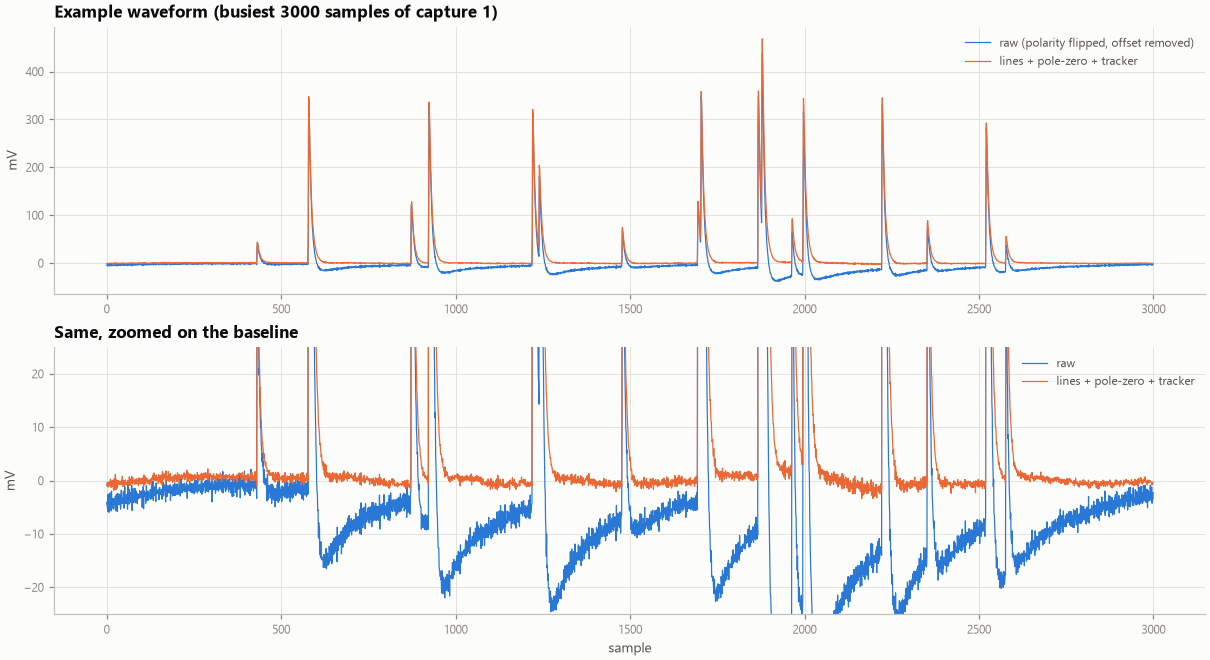 Example waveform (busiest 3000 samples of capture 1)
raw (polarity flipped, offset removed)
lines + pole-zero + tracker
400
300
200
100
0
mV
0 500 1000 1500 2000 2500 3000
Same, zoomed on the baseline
raw
lines + pole-zero + tracker
20
10
0
−10
−20
mV
0 500 1000 1500 2000 2500 3000
sample